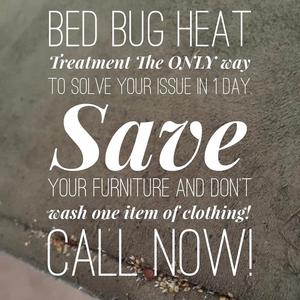 BED BUG HEAT
Treatment The ONLY way
TO SOLVE YOUR ISSUE IN 1 DAY.
Save
YOUR FURNITURE AND DON'T
wash one item of clothing!
CALL NOW!